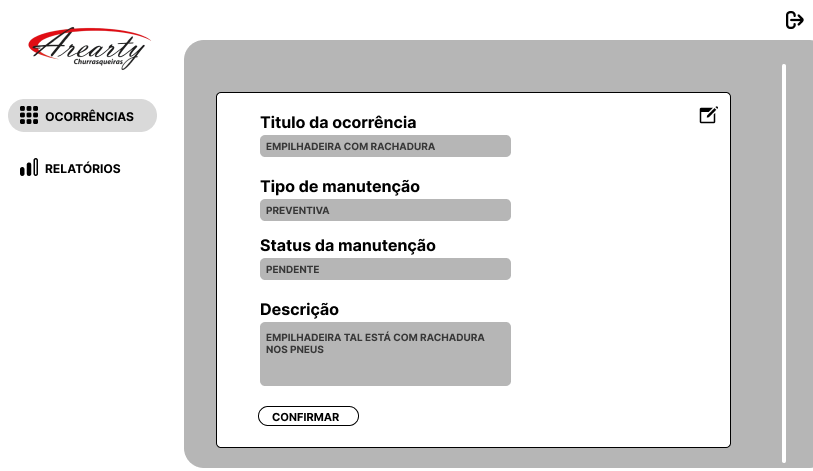 Arearty
Churrasqueiras
OCORRÊNCIAS
RELATÓRIOS
Titulo da ocorrência
EMPILHADEIRA COM RACHADURA
Tipo de manutenção
PREVENTIVA
Status da manutenção
PENDENTE
Descrição
EMPILHADEIRA TAL ESTÁ COM RACHADURA
NOS PNEUS
CONFIRMAR